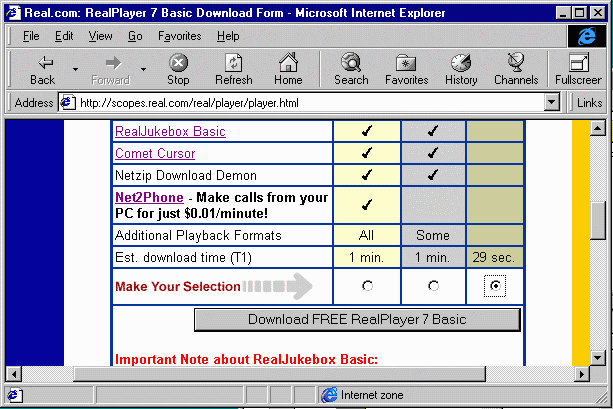 Real.com: RealPlayer 7 Basic Download Form - Microsoft Internet Explorer
File Edit View Go Favorites Help
Back Forward Stop Refresh Home Search Favorites History Channels Fullscreen
Address http://scopes.real.com/real/player/player.html Links
RealJukebox Basic
Comet Cursor
Netzip Download Demon
Net2Phone - Make calls from your
PC for just $0.01/minute!
Additional Playback Formats All Some
Est. download time (T1) 1 min. 1 min. 29 sec.
Make Your Selection
Download FREE RealPlayer 7 Basic
Important Note about RealJukebox Basic:
Internet zone